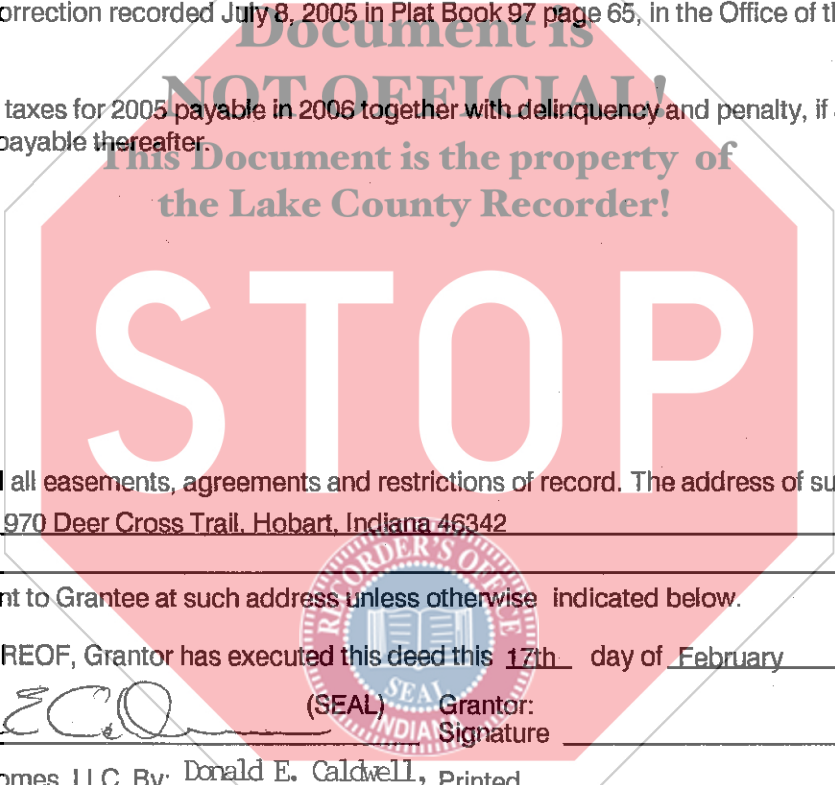 orrection recorded July 8, 2005 in Plat Book 97 page 65, in the Office of th
Document is
NOT OFFICIAL!
taxes for 2005 payable in 2006 together with delinquency and penalty, if
payable thereafter.
This Document is the property of
the Lake County Recorder!
STOP
all easements, agreements and restrictions of record. The address of su
970 Deer Cross Trail, Hobart, Indiana 46342
RECORDER'S OFFICE
nt to Grantee at such address unless otherwise indicated below.
REOF, Grantor has executed this deed this 17th day of February
SEAL
(SEAL) Grantor:
INDIANA
Signature
omes, LLC By: Donald E. Caldwell, Printed